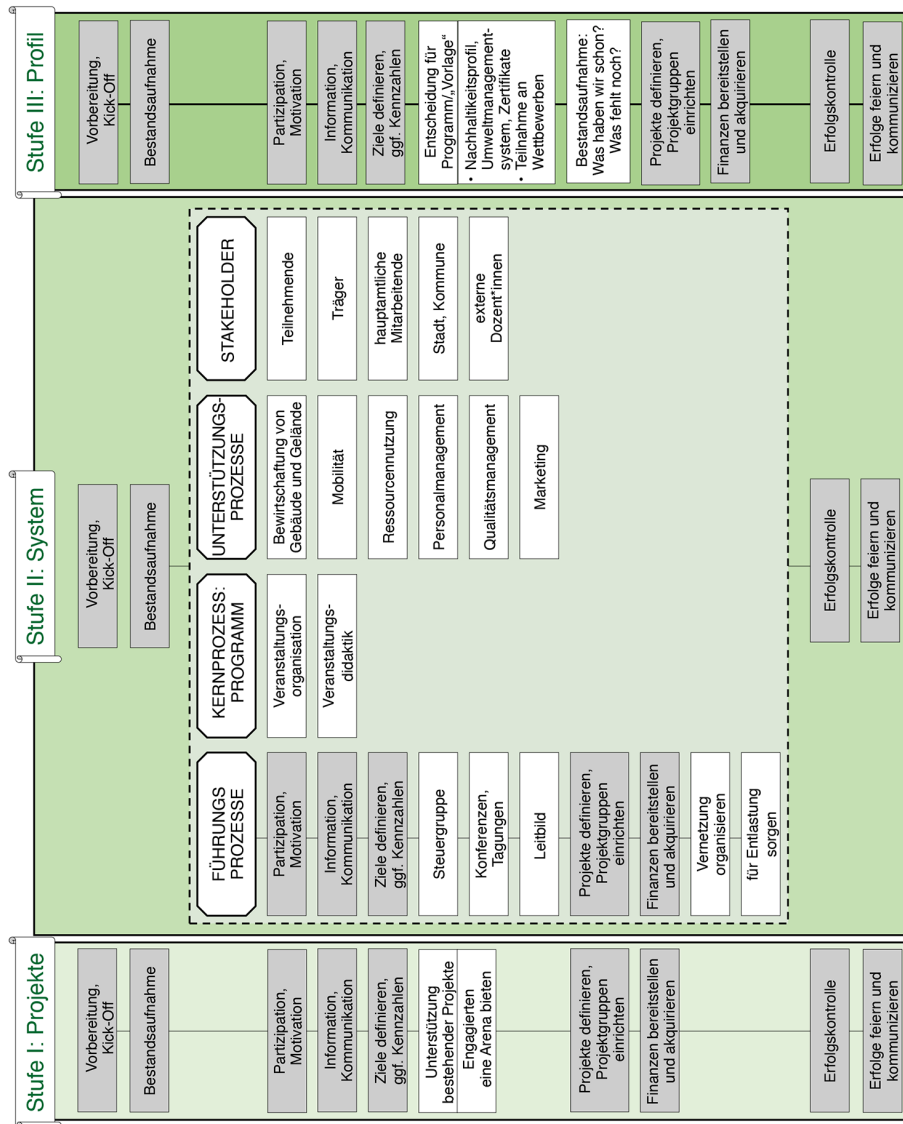 Stufe I: Projekte
Vorbereitung,
Kick-Off
Bestandsaufnahme
Partizipation,
Motivation
Information,
Kommunikation
Ziele definieren,
ggf. Kennzahlen
Unterstützung
bestehender Projekte
Engagierten
eine Arena bieten
Projekte definieren,
Projektgruppen
einrichten
Finanzen bereitstellen
und akquirieren
Erfolgskontrolle
Erfolge feiern und
kommunizieren
Stufe II: System
Vorbereitung,
Kick-Off
Bestandsaufnahme
FÜHRUNGS
PROZESSE
Partizipation,
Motivation
Information,
Kommunikation
Ziele definieren,
ggf. Kennzahlen
Steuergruppe
Konferenzen,
Tagungen
Leitbild
Projekte definieren,
Projektgruppen
einrichten
Finanzen bereitstellen
und akquirieren
Vernetzung
organisieren
für Entlastung
sorgen
KERNPROZESS:
PROGRAMM
Veranstaltungs-
organisation
Veranstaltungs-
didaktik
UNTERSTÜTZUNGS-
PROZESSE
Bewirtschaftung von
Gebäude und Gelände
Mobilität
Ressourcennutzung
Personalmanagement
Qualitätsmanagement
Marketing
STAKEHOLDER
Teilnehmende
Träger
hauptamtliche
Mitarbeitende
Stadt, Kommune
externe
Dozent*innen
Erfolgskontrolle
Erfolge feiern und
kommunizieren
Stufe III: Profil
Vorbereitung,
Kick-Off
Bestandsaufnahme
Partizipation,
Motivation
Information,
Kommunikation
Ziele definieren,
ggf. Kennzahlen
Entscheidung für
Programm/„Vorlage“
• Nachhaltigkeitsprofil,
Umweltmanagement-
system, Zertifikate
• Teilnahme an
Wettbewerben
Bestandsaufnahme:
Was haben wir schon?
Was fehlt noch?
Projekte definieren,
Projektgruppen
einrichten
Finanzen bereitstellen
und akquirieren
Erfolgskontrolle
Erfolge feiern und
kommunizieren